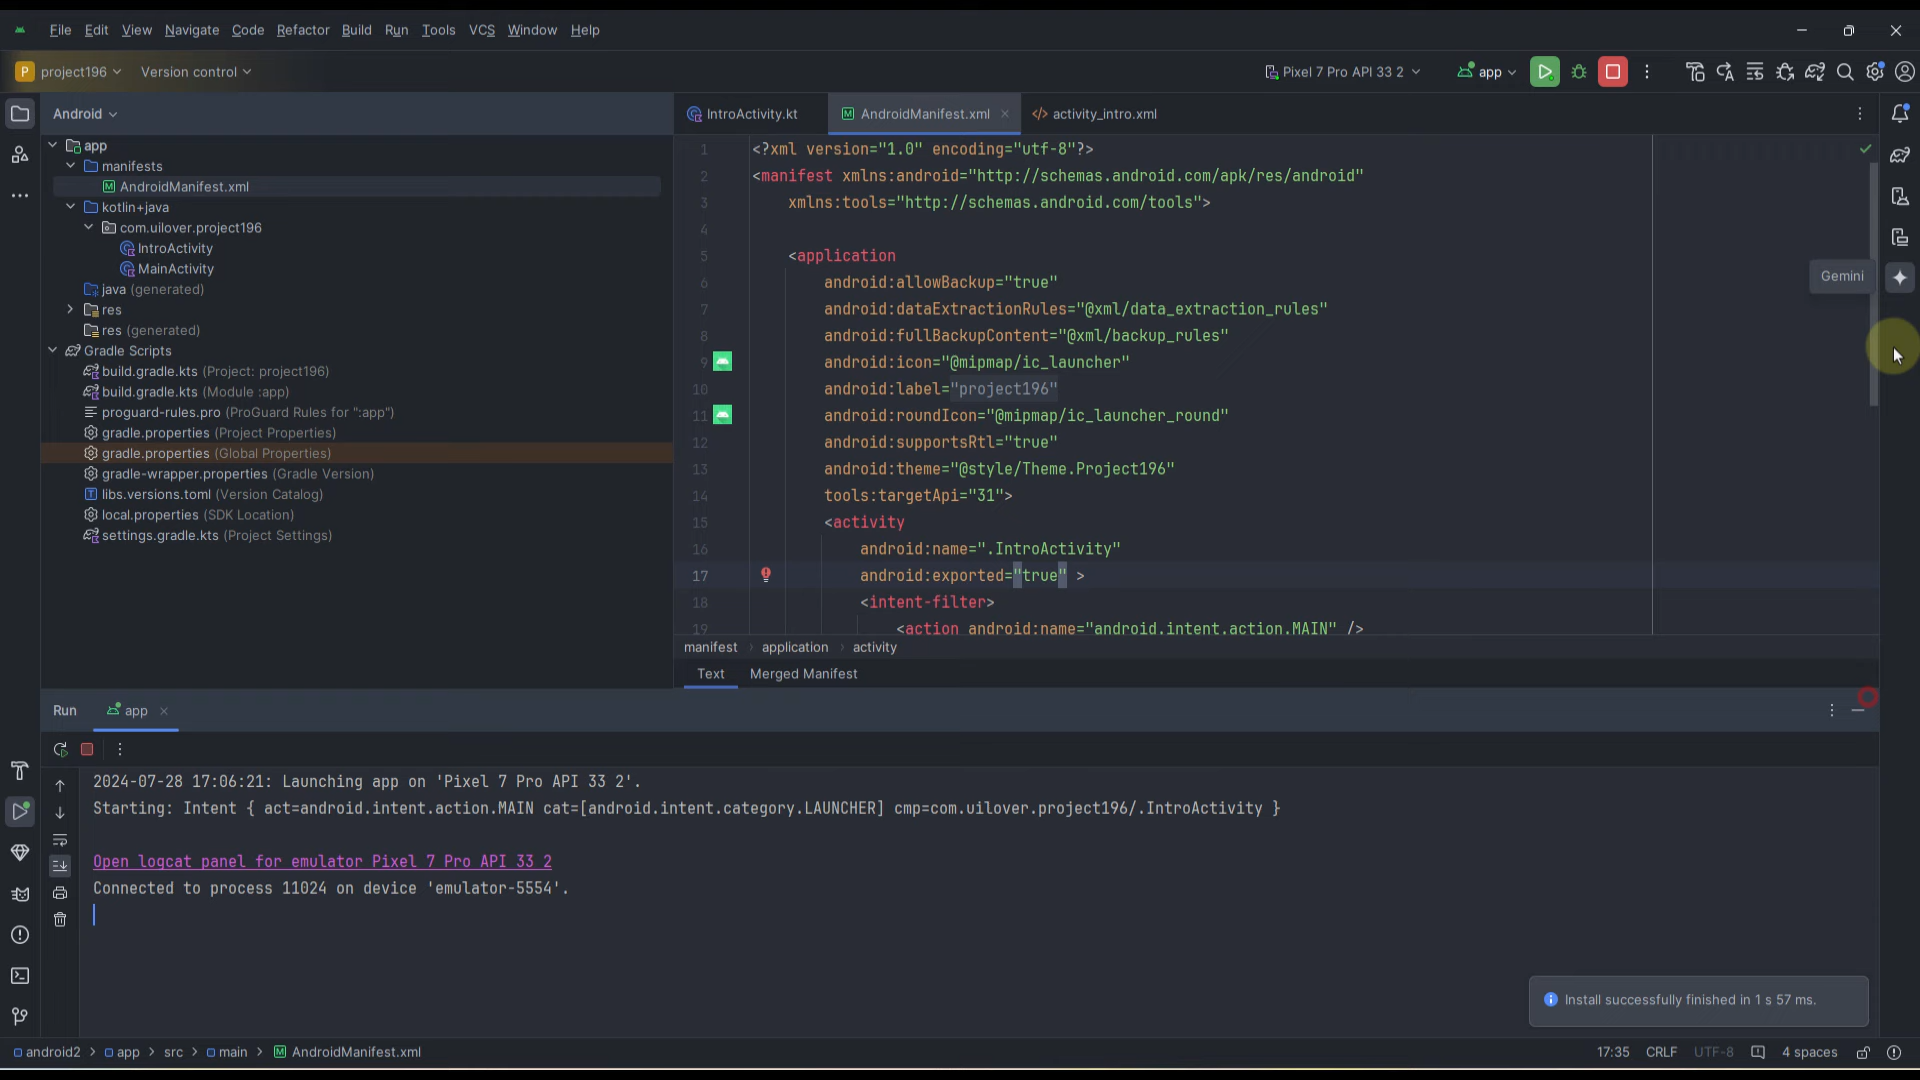 File Edit View Navigate Code Refactor Build Run Tools VCS Window Help
P project196 Version control Pixel 7 Pro API 33 2 app
Android
IntroActivity.kt AndroidManifest.xml activity_intro.xml
app
manifests
AndroidManifest.xml
kotlin+java
com.uilover.project196
IntroActivity
MainActivity
java (generated)
res
res (generated)
Gradle Scripts
build.gradle.kts (Project: project196)
build.gradle.kts (Module :app)
proguard-rules.pro (ProGuard Rules for ":app")
gradle.properties (Project Properties)
gradle.properties (Global Properties)
gradle-wrapper.properties (Gradle Version)
libs.versions.toml (Version Catalog)
local.properties (SDK Location)
settings.gradle.kts (Project Settings)
1 <?xml version="1.0" encoding="utf-8"?>
2 <manifest xmlns:android="http://schemas.android.com/apk/res/android"
3 xmlns:tools="http://schemas.android.com/tools">
4
5 <application
6 android:allowBackup="true"
7 android:dataExtractionRules="@xml/data_extraction_rules"
8 android:fullBackupContent="@xml/backup_rules"
9 android:icon="@mipmap/ic_launcher"
10 android:label="project196"
11 android:roundIcon="@mipmap/ic_launcher_round"
12 android:supportsRtl="true"
13 android:theme="@style/Theme.Project196"
14 tools:targetApi="31">
15 <activity
16 android:name=".IntroActivity"
17 android:exported="true" >
18 <intent-filter>
19 <action android:name="android.intent.action.MAIN" />
Gemini
manifest application activity
Text Merged Manifest
Run app
2024-07-28 17:06:21: Launching app on 'Pixel 7 Pro API 33 2'.
Starting: Intent { act=android.intent.action.MAIN cat=[android.intent.category.LAUNCHER] cmp=com.uilover.project196/.IntroActivity }
Open logcat panel for emulator Pixel 7 Pro API 33 2
Connected to process 11024 on device 'emulator-5554'.
Install successfully finished in 1 s 57 ms.
android2 > app > src > main > AndroidManifest.xml 17:35 CRLF UTF-8 4 spaces